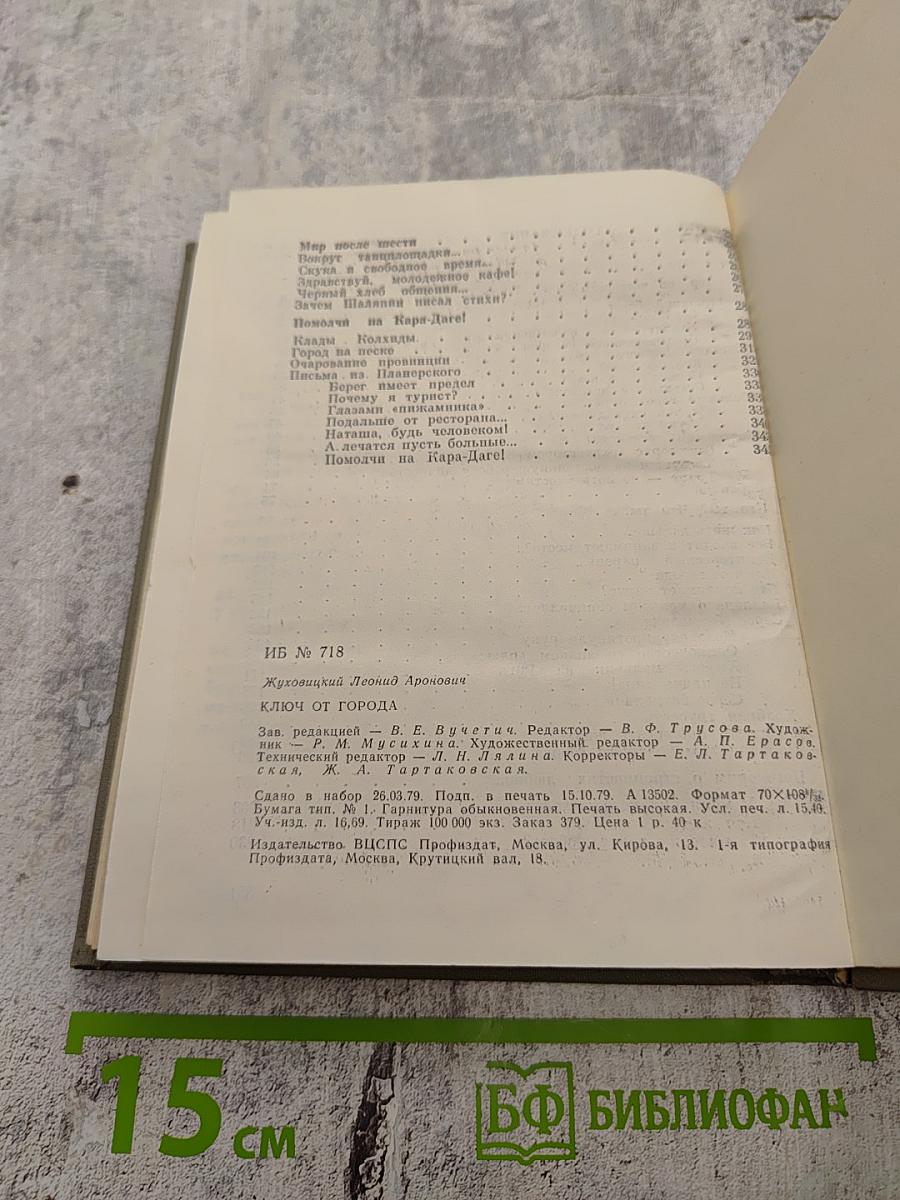 Мир после шести
Вокруг танцплощадки...
Скука и свободное время...
Здравствуй, молодежное кафе!
Черный хлеб общения...
Зачем Шаляпин писал стихи?
Помолчи на Кара-Даге!
Клады Колхиды
Город на песке
Очарование провинции
Письма из Планерского
Берег имеет предел
Почему я турист?
Глазами «пижамника»
Подальше от ресторана...
Наташа, будь человеком!
А лечатся пусть больные...
Помолчи на Кара-Даге!
ИБ № 718
Жуховицкий Леонид Аронович
КЛЮЧ ОТ ГОРОДА
Зав. редакцией — В. Е. Вучетич. Редактор — В. Ф. Трусова. Худож-
ник — Р. М. Мусихина. Художественный редактор — А. П. Ерасов.
Технический редактор — Л. Н. Лялина. Корректоры — Е. Л. Тартаков-
ская, Ж. А. Тартаковская.
Сдано в набор 26.03.79. Подп. в печать 15.10.79. А 13502. Формат 70×108¹/₃₂.
Бумага тип. № 1. Гарнитура обыкновенная. Печать высокая. Усл. печ. л. 15,40.
Уч.-изд. л. 16,69. Тираж 100 000 экз. Заказ 379. Цена 1 р. 40 к
Издательство ВЦСПС Профиздат, Москва, ул. Кирова, 13. 1-я типография
Профиздата, Москва, Крутицкий вал, 18.
15 см
БФ БИБЛИОФАН